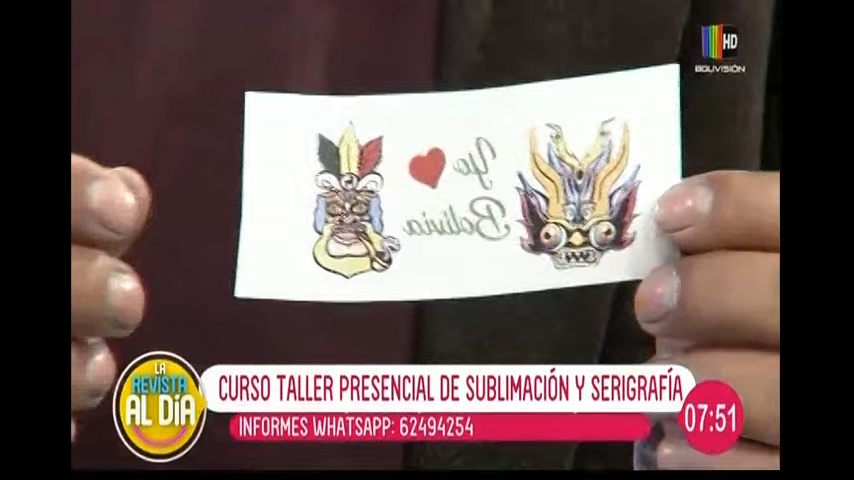 HD
BOLIVISIÓN
Yo
Bolivia
LA
REVISTA
AL DÍA
CURSO TALLER PRESENCIAL DE SUBLIMACIÓN Y SERIGRAFÍA
INFORMES WHATSAPP: 62494254
07:51